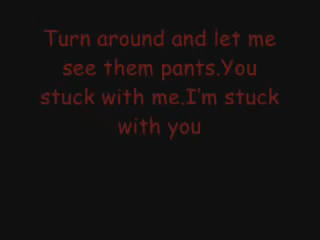 Turn around and let me
see them pants.You
stuck with me.I'm stuck
with you